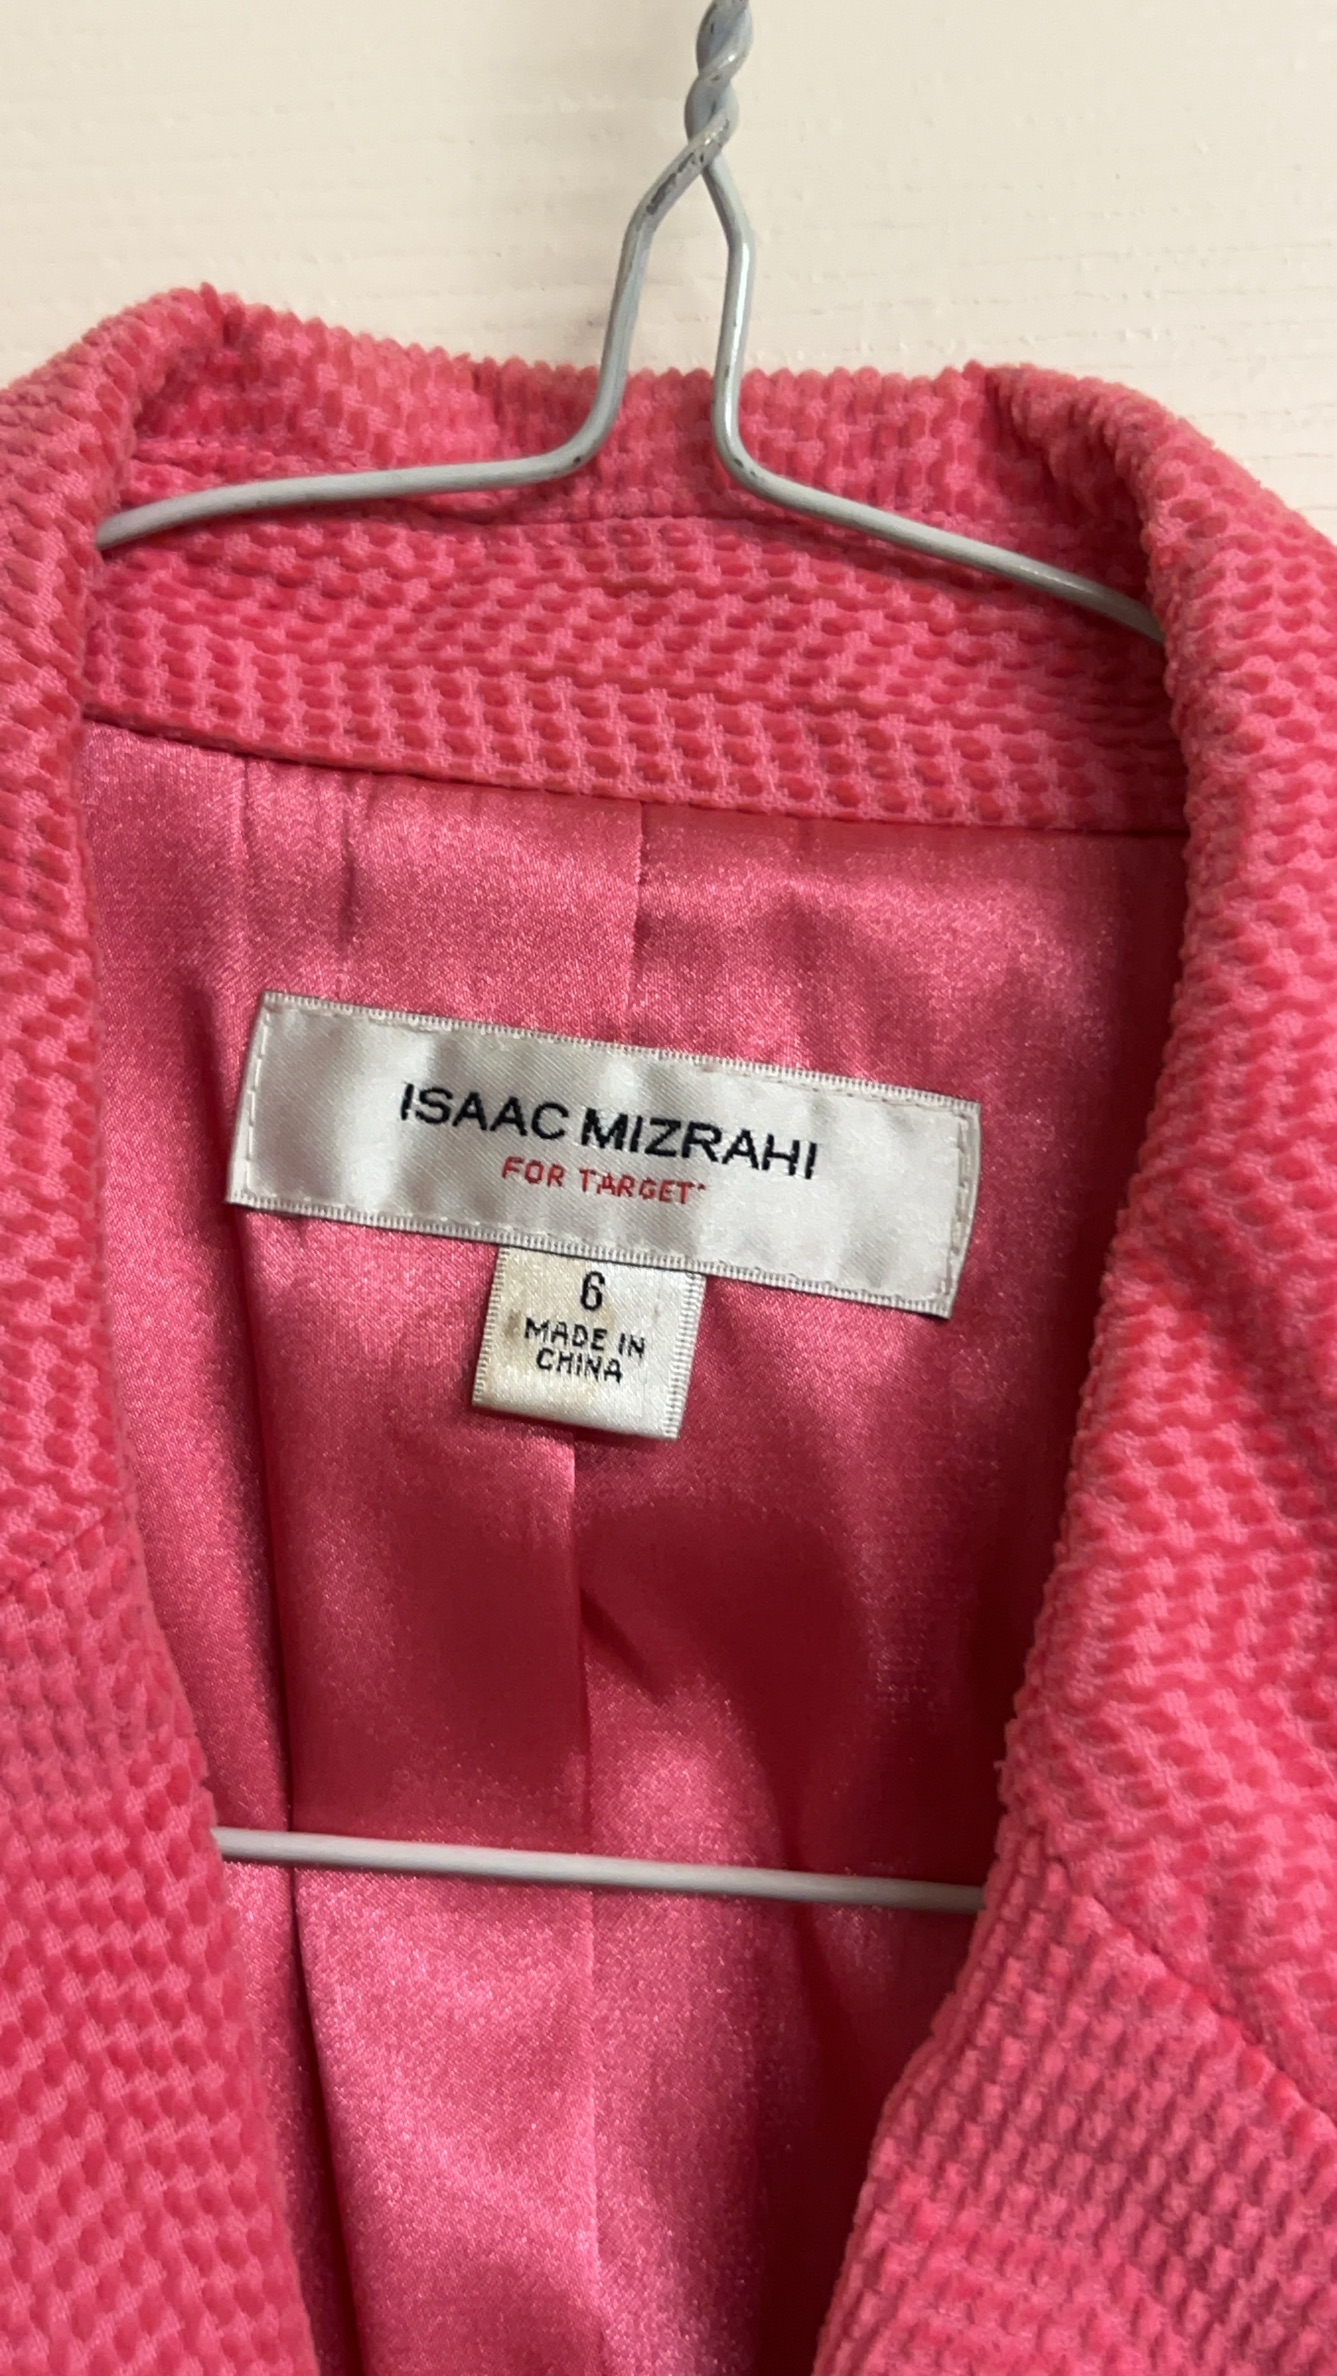 ISAAC MIZRAHI
FOR TARGET
6
MADE IN
CHINA